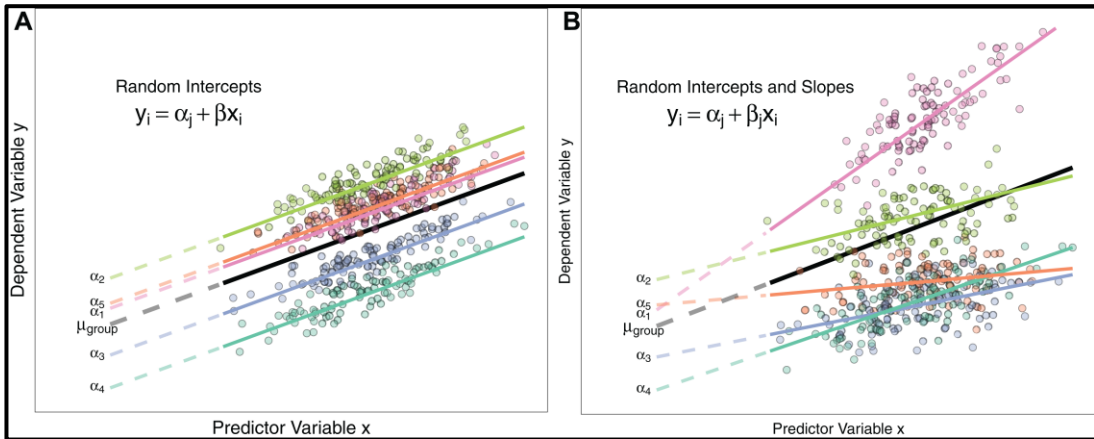 A
Random Intercepts
yᵢ = αⱼ + βxᵢ
Dependent Variable y
α₂
α₅
α₁
μgroup
α₃
α₄
Predictor Variable x
B
Random Intercepts and Slopes
yᵢ = αⱼ + βⱼxᵢ
Dependent Variable y
α₂
α₅
α₁
μgroup
α₃
α₄
Predictor Variable x